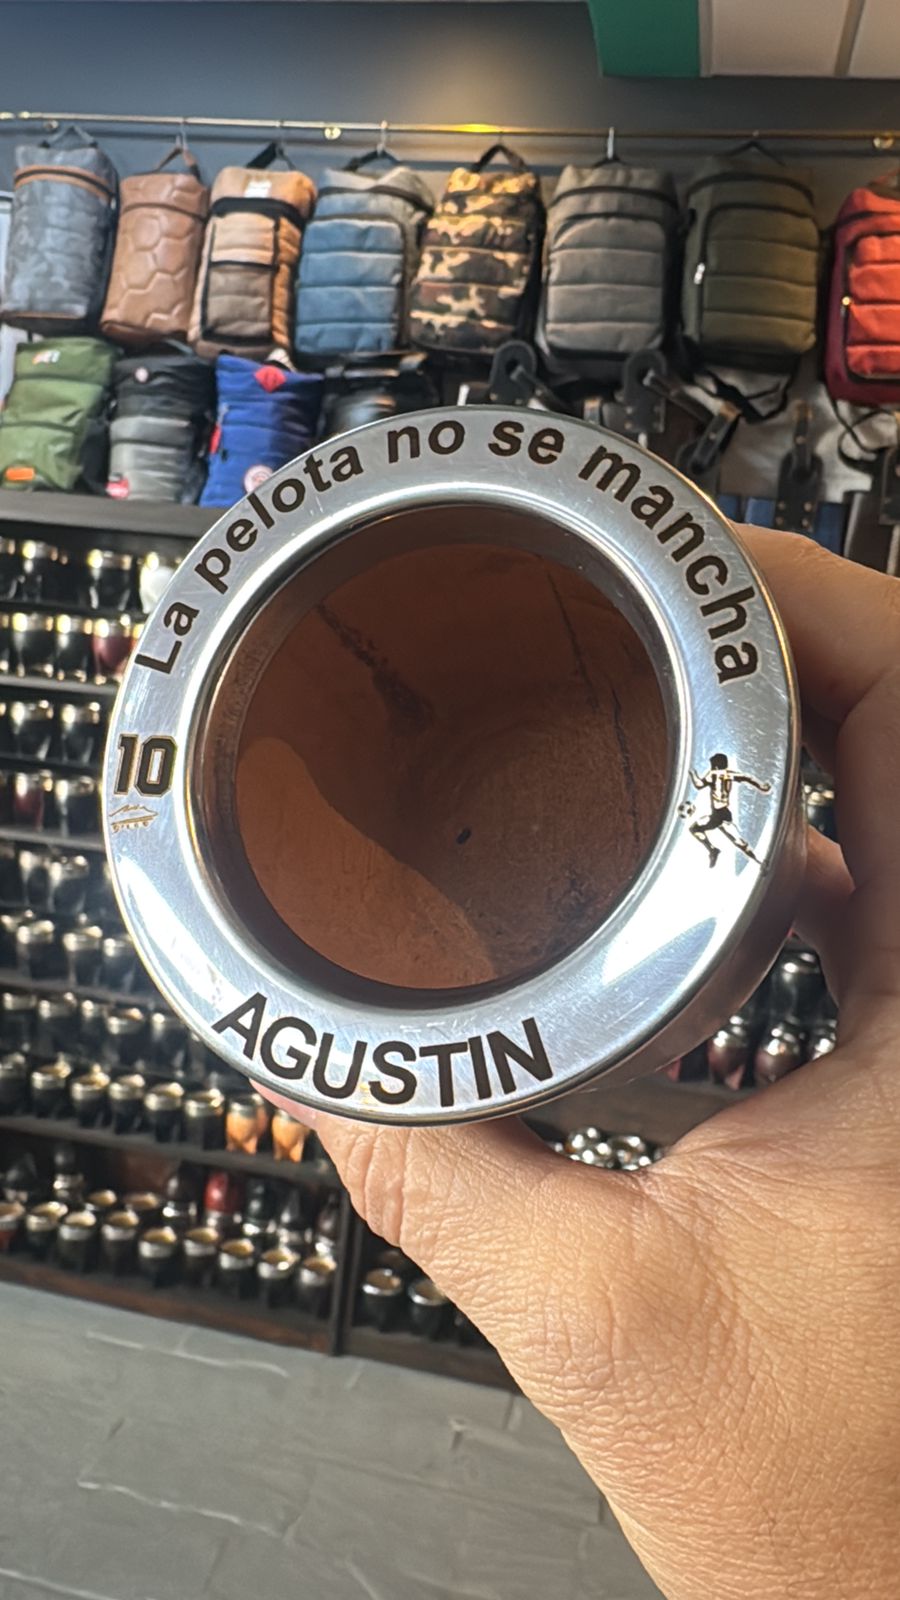 La pelota no se mancha
10
AGUSTIN